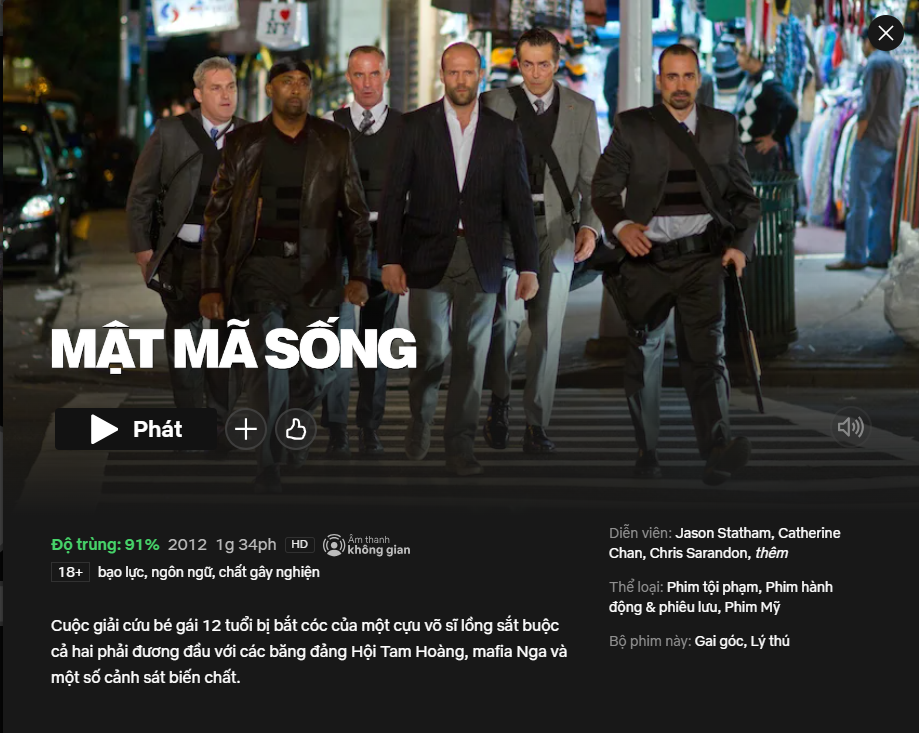 I ♥ NY
MẬT MÃ SỐNG
Phát
Độ trùng: 91% 2012 1g 34ph HD Âm thanh không gian
18+ bạo lực, ngôn ngữ, chất gây nghiện
Cuộc giải cứu bé gái 12 tuổi bị bắt cóc của một cựu võ sĩ lồng sắt buộc
cả hai phải đương đầu với các băng đảng Hội Tam Hoàng, mafia Nga và
một số cảnh sát biến chất.
Diễn viên: Jason Statham, Catherine
Chan, Chris Sarandon, thêm
Thể loại: Phim tội phạm, Phim hành
động & phiêu lưu, Phim Mỹ
Bộ phim này: Gai góc, Lý thú